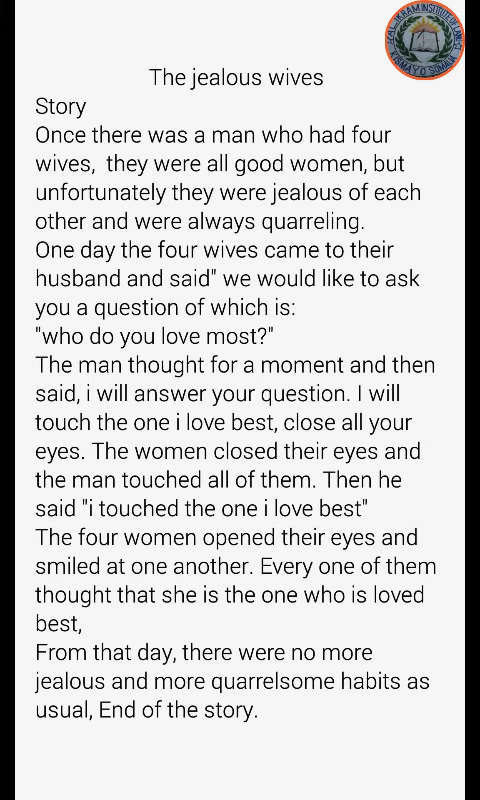 The jealous wives
Story
Once there was a man who had four
wives,  they were all good women, but
unfortunately they were jealous of each
other and were always quarreling.
One day the four wives came to their
husband and said" we would like to ask
you a question of which is:
"who do you love most?"
The man thought for a moment and then
said, i will answer your question. I will
touch the one i love best, close all your
eyes. The women closed their eyes and
the man touched all of them. Then he
said "i touched the one i love best"
The four women opened their eyes and
smiled at one another. Every one of them
thought that she is the one who is loved
best,
From that day, there were no more
jealous and more quarrelsome habits as
usual, End of the story.